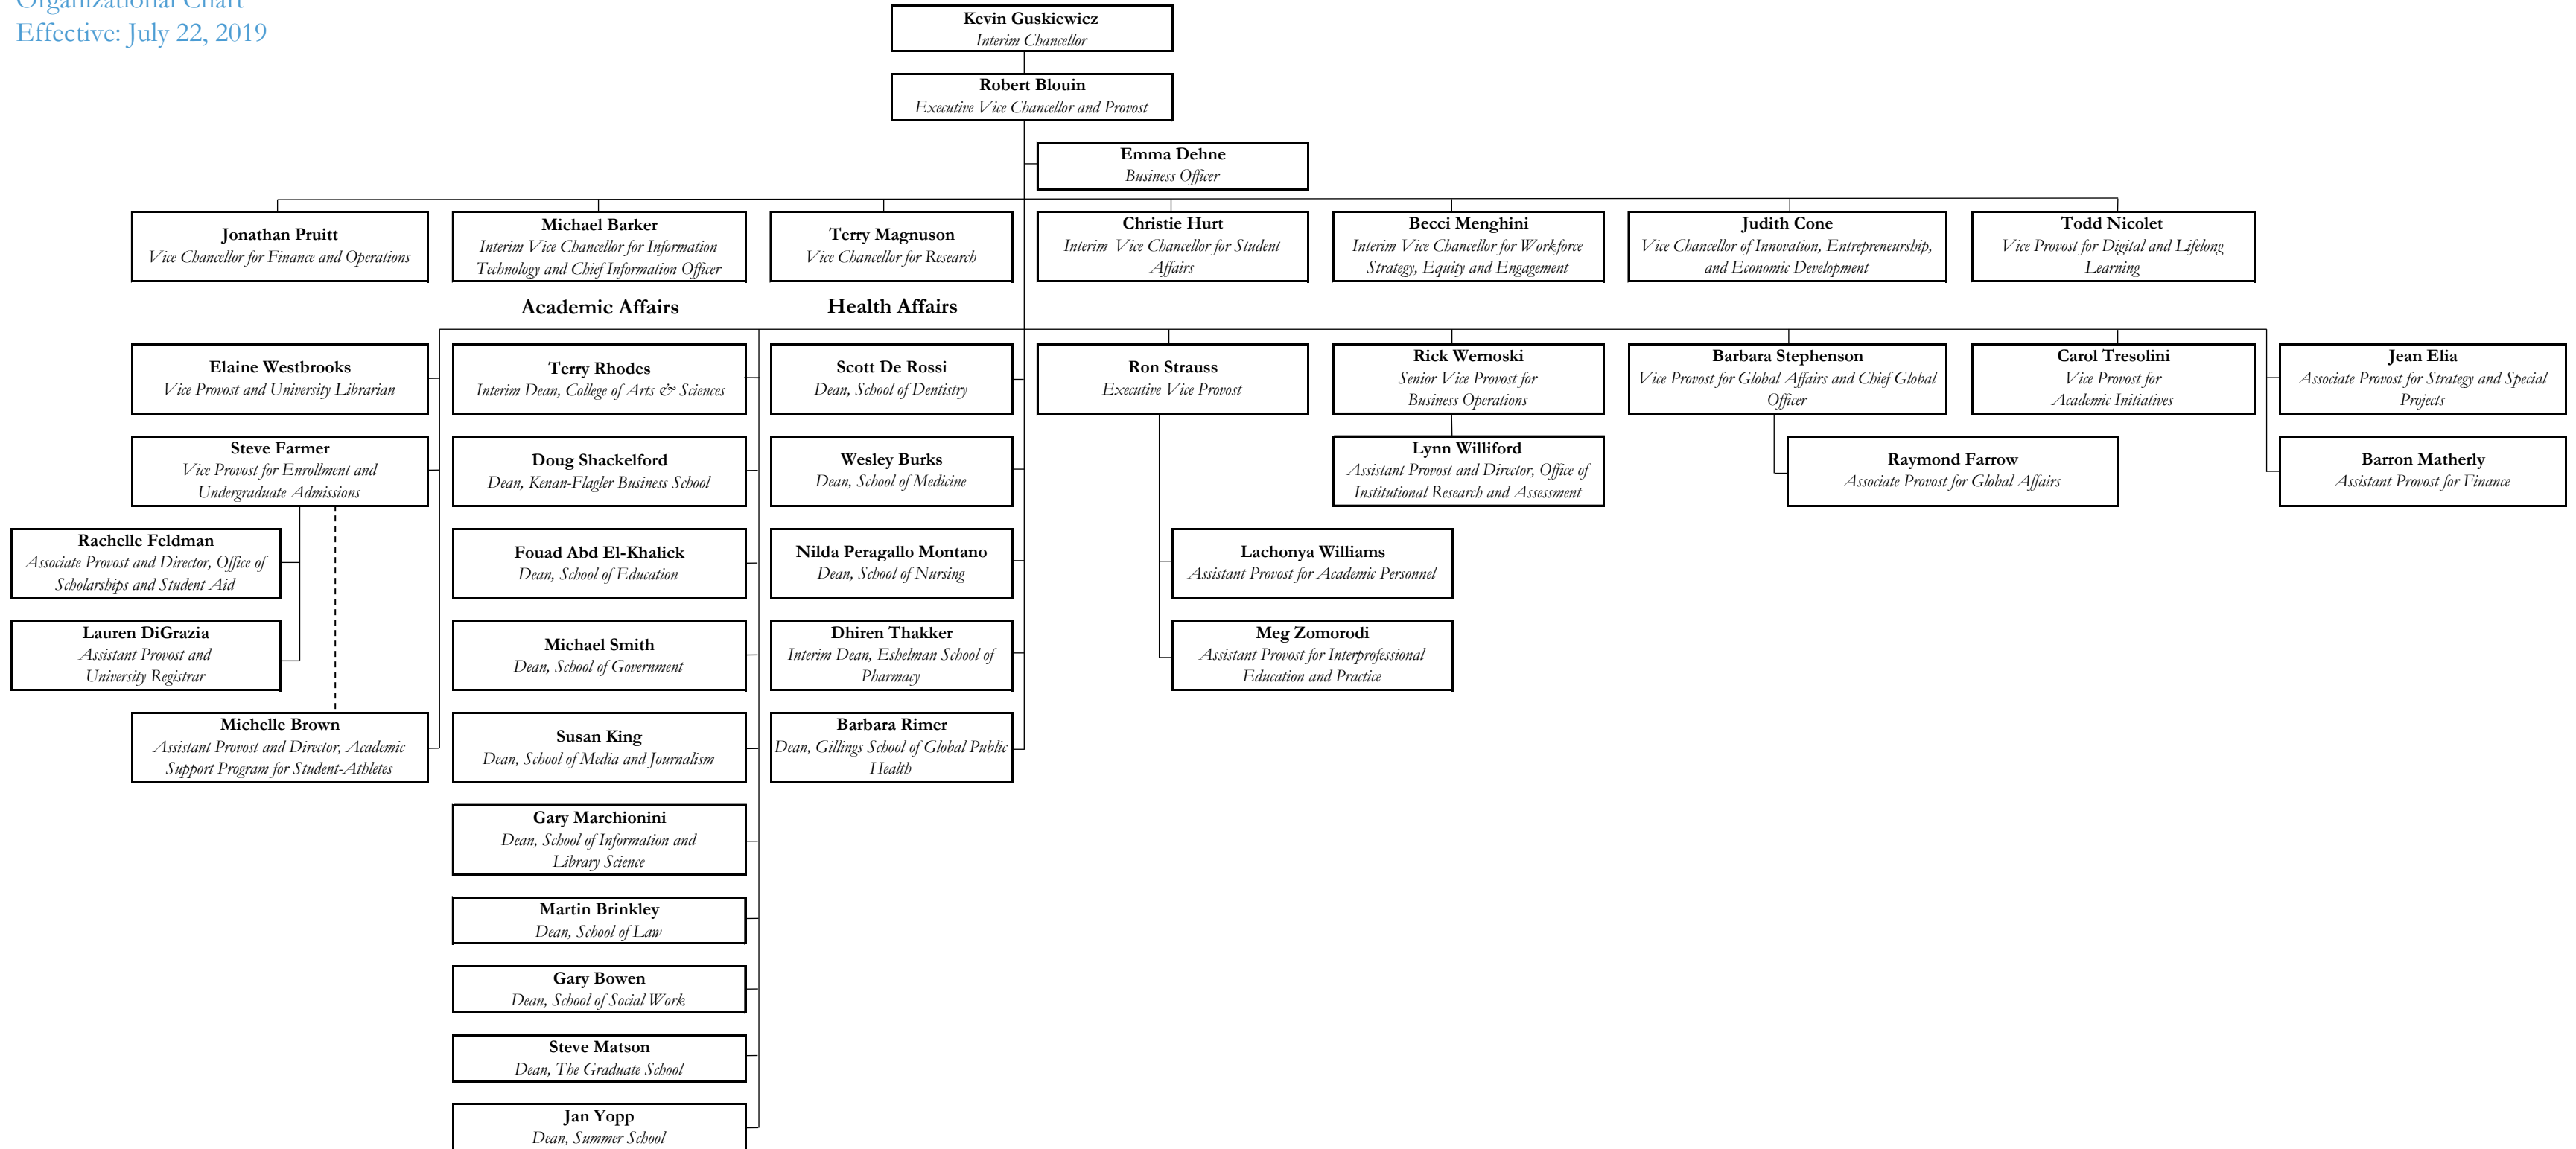 Organizational Chart
Effective: July 22, 2019
Kevin Guskiewicz
Interim Chancellor
Robert Blouin
Executive Vice Chancellor and Provost
Emma Dehne
Business Officer
Jonathan Pruitt
Vice Chancellor for Finance and Operations
Michael Barker
Interim Vice Chancellor for Information
Technology and Chief Information Officer
Terry Magnuson
Vice Chancellor for Research
Christie Hurt
Interim Vice Chancellor for Student
Affairs
Becci Menghini
Interim Vice Chancellor for Workforce
Strategy, Equity and Engagement
Judith Cone
Vice Chancellor of Innovation, Entrepreneurship,
and Economic Development
Todd Nicolet
Vice Provost for Digital and Lifelong
Learning
Academic Affairs
Health Affairs
Elaine Westbrooks
Vice Provost and University Librarian
Terry Rhodes
Interim Dean, College of Arts & Sciences
Scott De Rossi
Dean, School of Dentistry
Ron Strauss
Executive Vice Provost
Rick Wernoski
Senior Vice Provost for
Business Operations
Barbara Stephenson
Vice Provost for Global Affairs and Chief Global
Officer
Carol Tresolini
Vice Provost for
Academic Initiatives
Jean Elia
Associate Provost for Strategy and Special
Projects
Steve Farmer
Vice Provost for Enrollment and
Undergraduate Admissions
Doug Shackelford
Dean, Kenan-Flagler Business School
Wesley Burks
Dean, School of Medicine
Lynn Williford
Assistant Provost and Director, Office of
Institutional Research and Assessment
Raymond Farrow
Associate Provost for Global Affairs
Barron Matherly
Assistant Provost for Finance
Rachelle Feldman
Associate Provost and Director, Office of
Scholarships and Student Aid
Fouad Abd El-Khalick
Dean, School of Education
Nilda Peragallo Montano
Dean, School of Nursing
Lachonya Williams
Assistant Provost for Academic Personnel
Lauren DiGrazia
Assistant Provost and
University Registrar
Michael Smith
Dean, School of Government
Dhiren Thakker
Interim Dean, Eshelman School of
Pharmacy
Meg Zomorodi
Assistant Provost for Interprofessional
Education and Practice
Michelle Brown
Assistant Provost and Director, Academic
Support Program for Student-Athletes
Susan King
Dean, School of Media and Journalism
Barbara Rimer
Dean, Gillings School of Global Public
Health
Gary Marchionini
Dean, School of Information and
Library Science
Martin Brinkley
Dean, School of Law
Gary Bowen
Dean, School of Social Work
Steve Matson
Dean, The Graduate School
Jan Yopp
Dean, Summer School